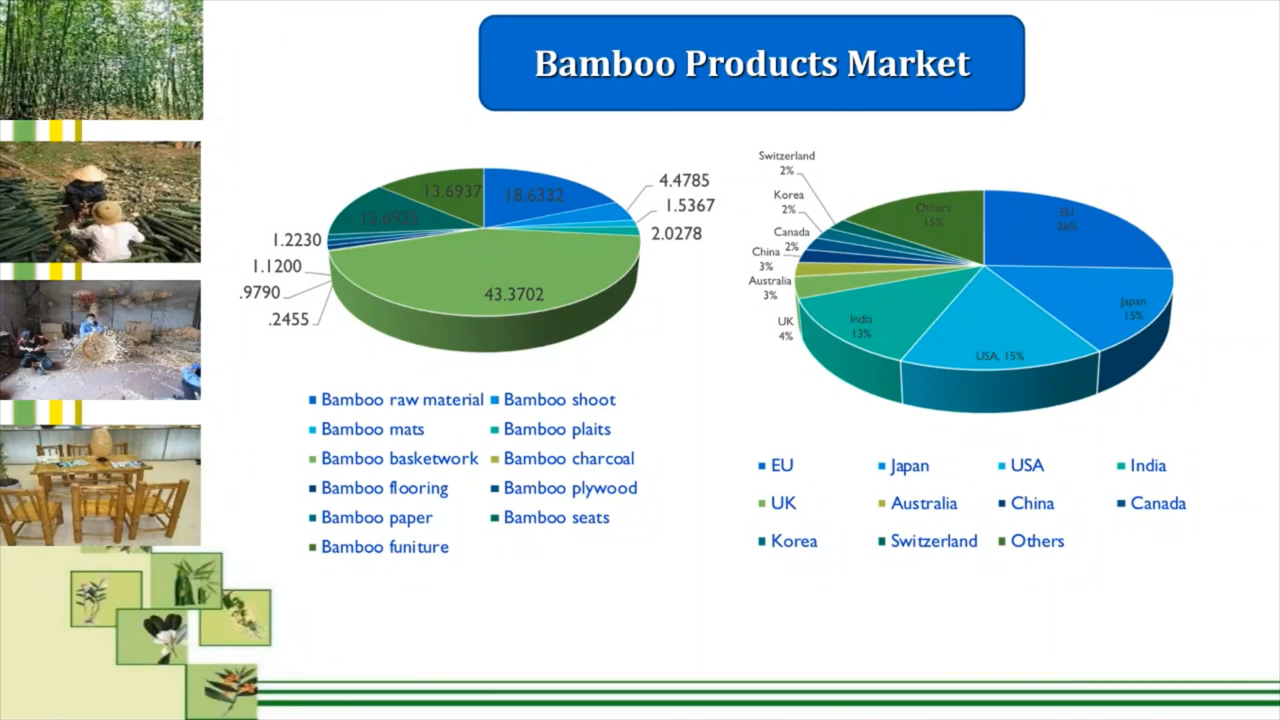 Bamboo Products Market
13.6937
18.6332
4.4785
1.5367
2.0278
12.6925
1.2230
1.1200
.9790
.2455
43.3702
Bamboo raw material
Bamboo shoot
Bamboo mats
Bamboo plaits
Bamboo basketwork
Bamboo charcoal
Bamboo flooring
Bamboo plywood
Bamboo paper
Bamboo seats
Bamboo funiture
Switzerland
2%
Korea
2%
Canada
2%
China
3%
Australia
3%
UK
4%
Others
15%
EU
26%
Japan
15%
USA, 15%
India
13%
EU
Japan
USA
India
UK
Australia
China
Canada
Korea
Switzerland
Others